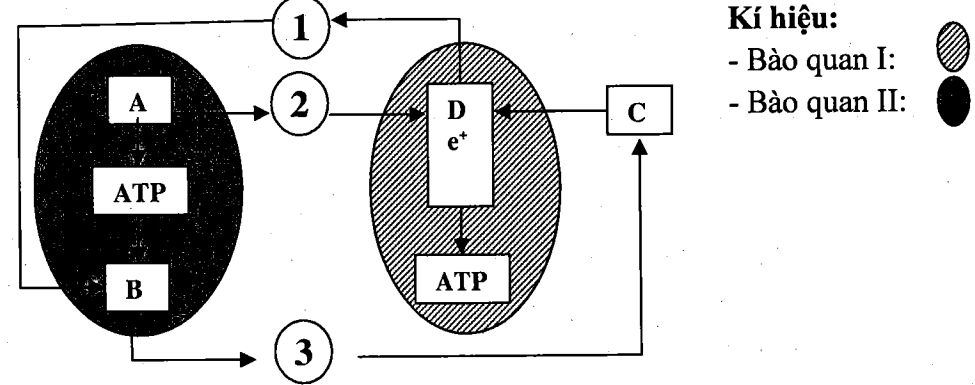 1
Kí hiệu:
- Bào quan I:
- Bào quan II:
A
2
D
e⁺
C
ATP
B
ATP
3